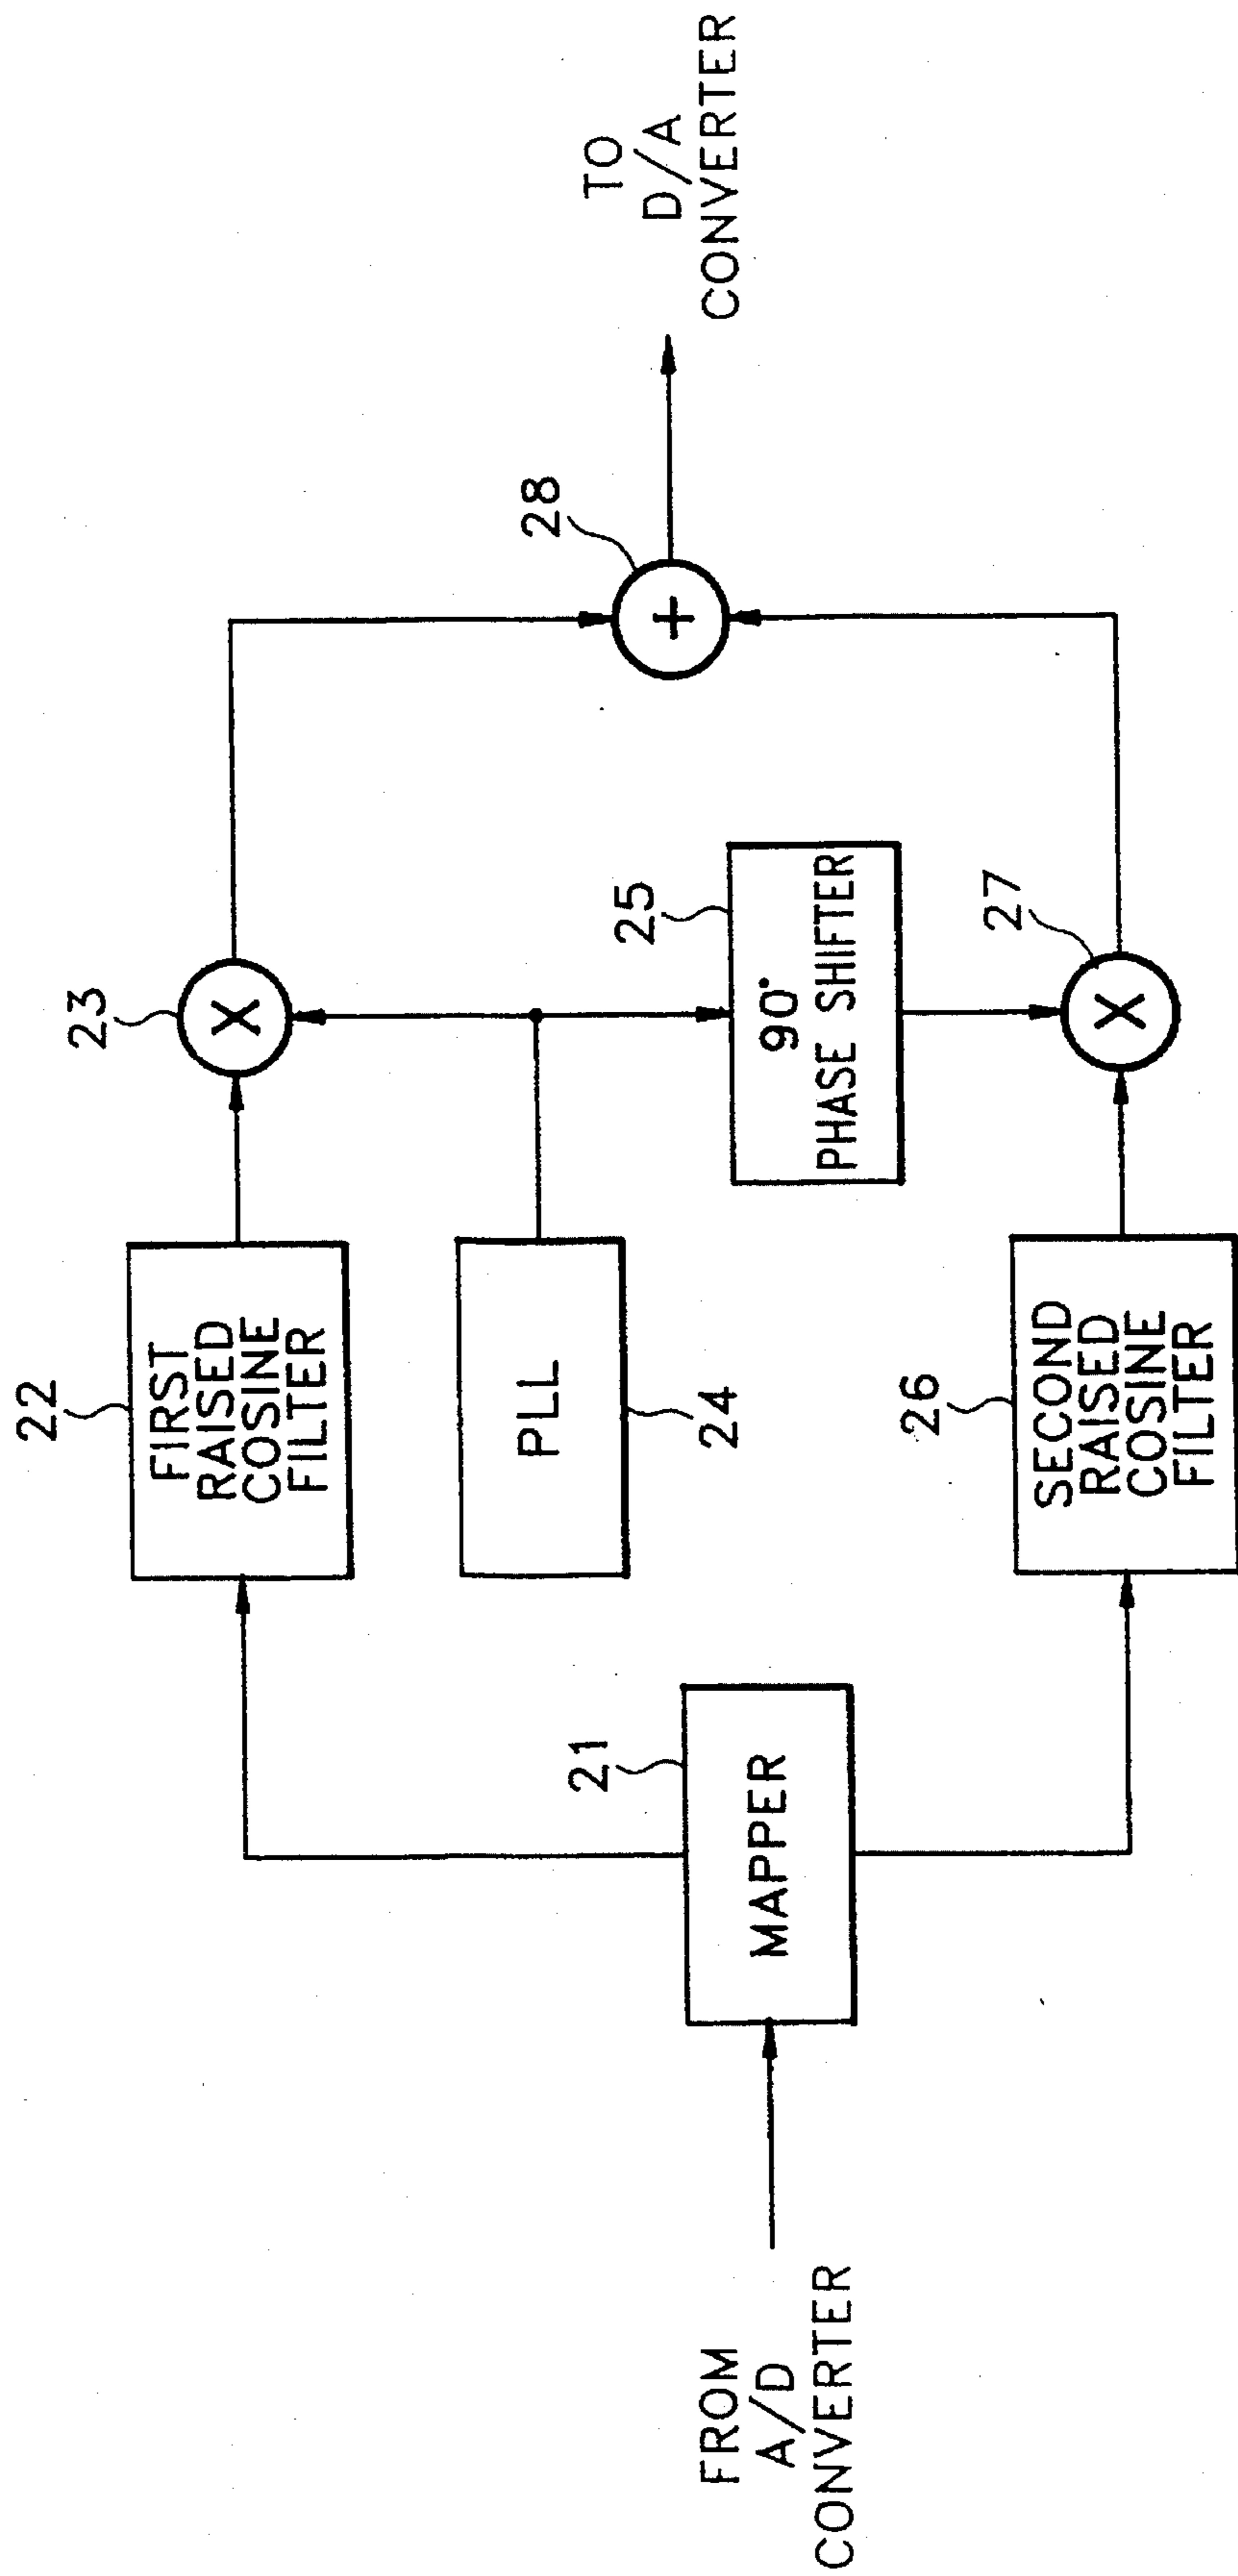 FROM
A/D
CONVERTER
21
MAPPER
22
FIRST
RAISED
COSINE
FILTER
PLL
24
26
SECOND
RAISED
COSINE
FILTER
23
X
25
90°
PHASE SHIFTER
27
X
28
+
TO
D/A
CONVERTER